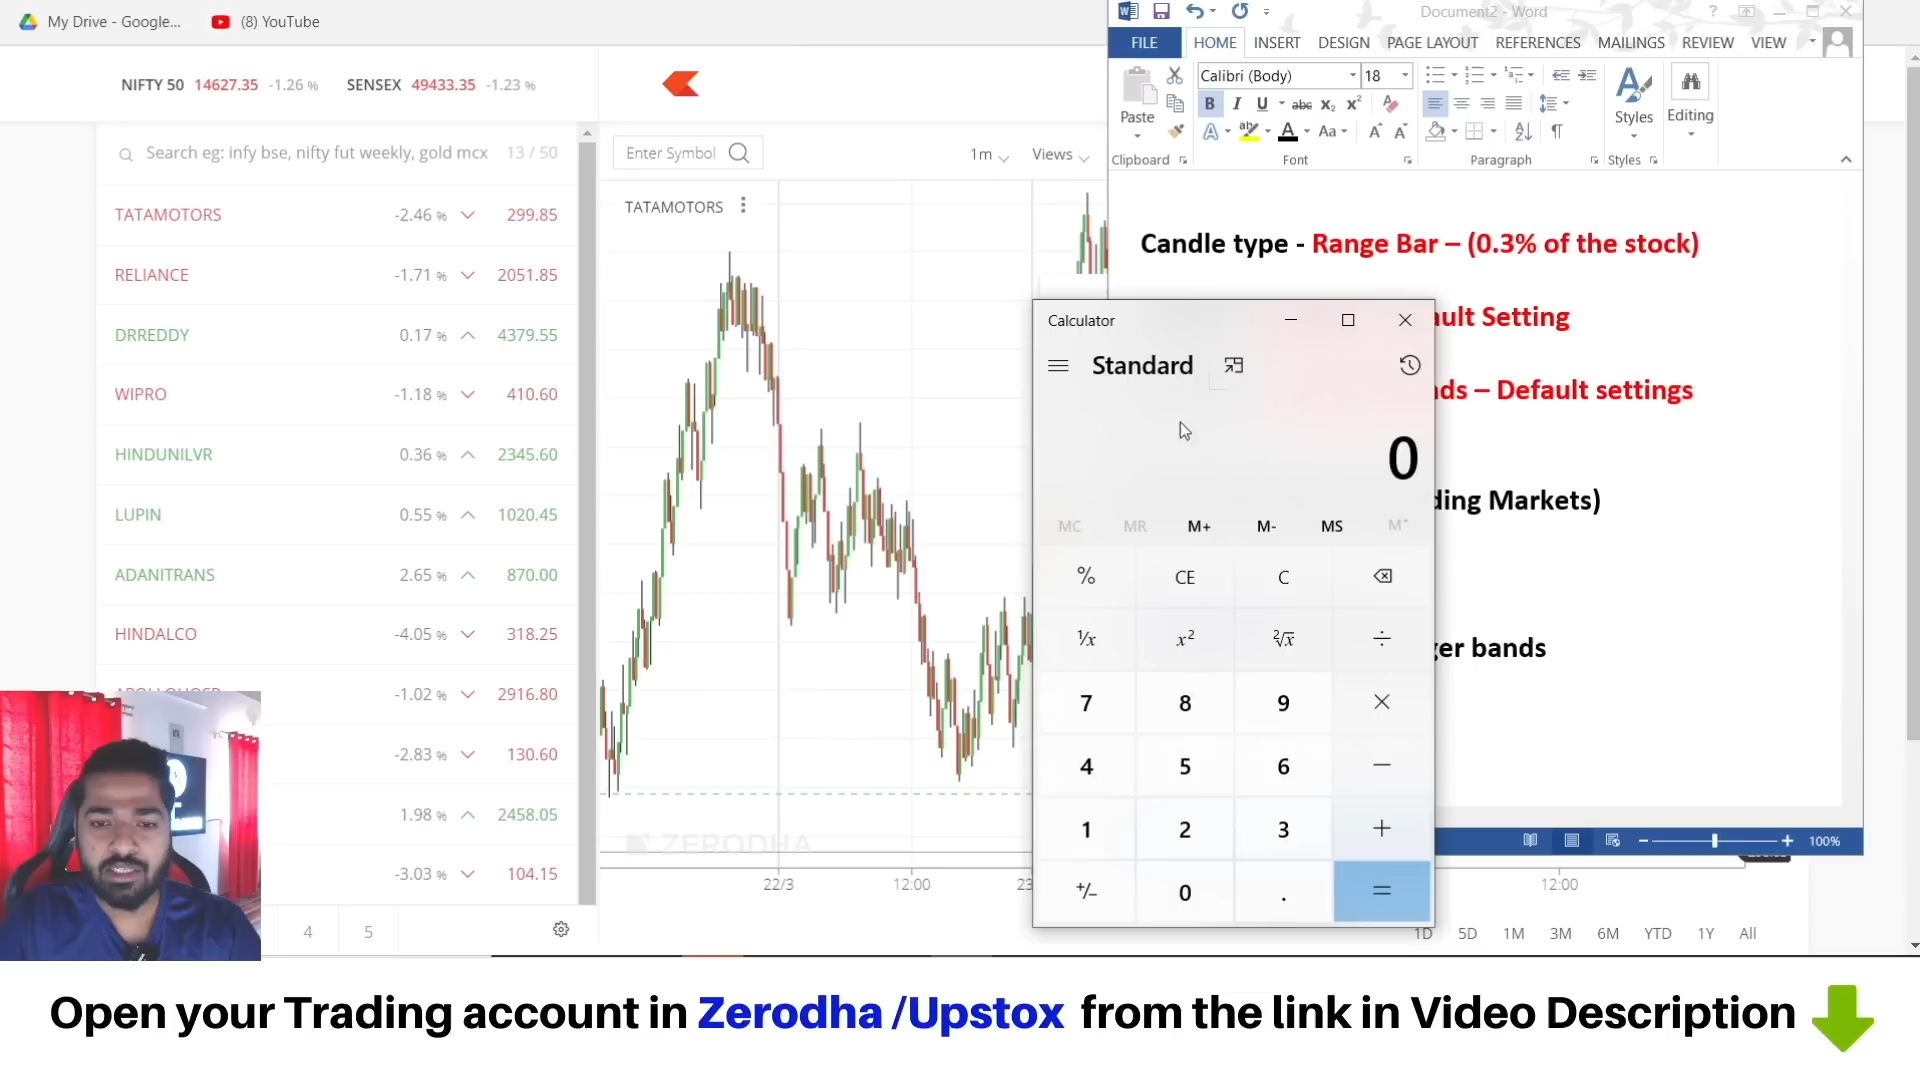 My Drive - Google...
(8) YouTube
NIFTY 50 14627.35 -1.26 % SENSEX 49433.35 -1.23 %
Search eg: infy bse, nifty fut weekly, gold mcx 13 / 50
TATAMOTORS -2.46 % 299.85
RELIANCE -1.71 % 2051.85
DRREDDY 0.17 % 4379.55
WIPRO -1.18 % 410.60
HINDUNILVR 0.36 % 2345.60
LUPIN 0.55 % 1020.45
ADANITRANS 2.65 % 870.00
HINDALCO -4.05 % 318.25
-1.02 % 2916.80
-2.83 % 130.60
1.98 % 2458.05
-3.03 % 104.15
4 5
Enter Symbol 1m Views
TATAMOTORS
ZERODHA
22/3 12:00 23 12:00
1D 5D 1M 3M 6M YTD 1Y All
Document2 - Word
FILE HOME INSERT DESIGN PAGE LAYOUT REFERENCES MAILINGS REVIEW VIEW
Calibri (Body) 18
Paste Styles Editing
Clipboard Font Paragraph Styles
Candle type - Range Bar – (0.3% of the stock)
ault Setting
ds – Default settings
ding Markets)
ger bands
100%
Calculator
Standard
0
MC MR M+ M- MS M˅
% CE C
¹/x x² ²√x ÷
7 8 9 ×
4 5 6 −
1 2 3 +
+/− 0 . =
Open your Trading account in Zerodha /Upstox from the link in Video Description